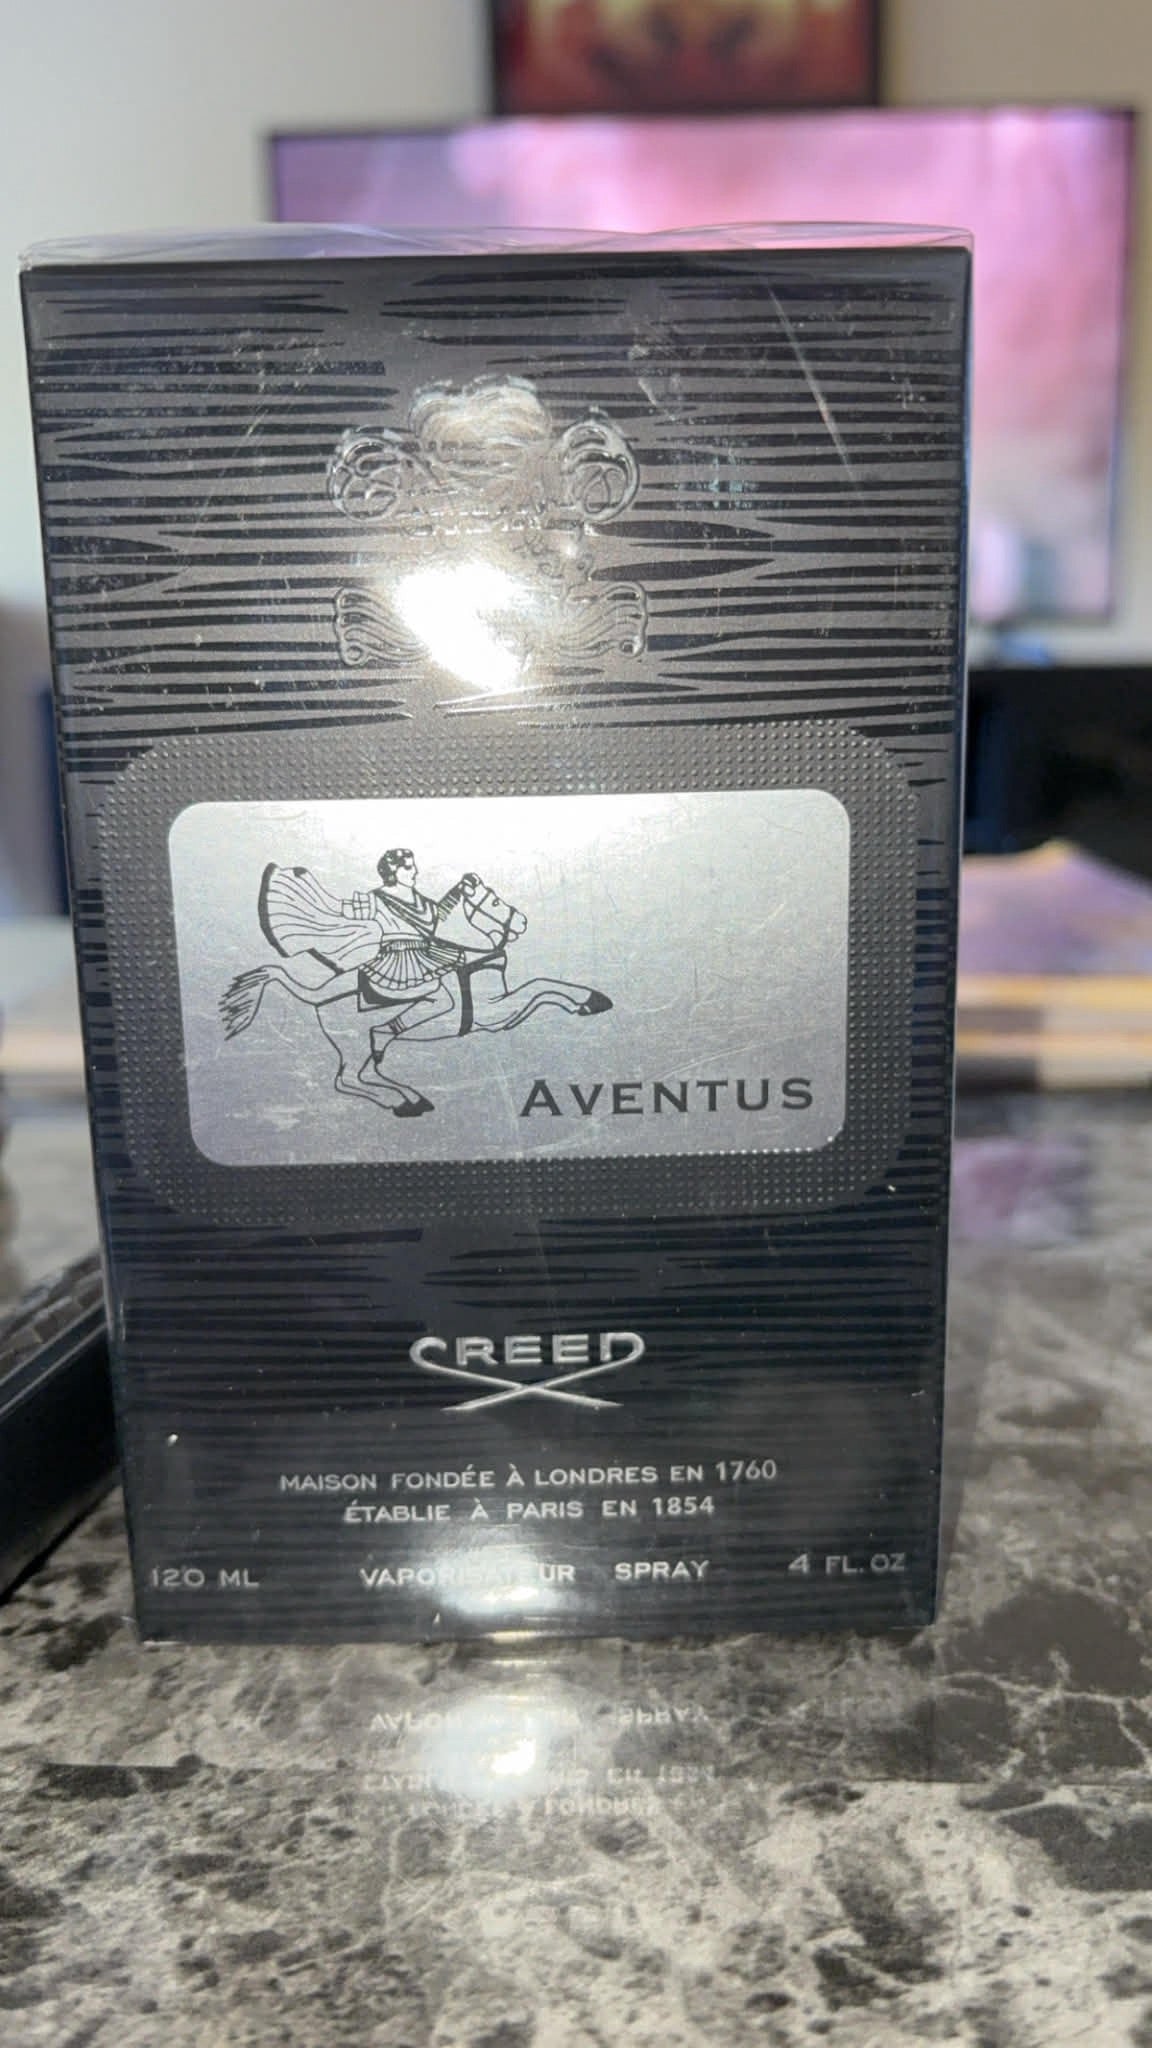 AVENTUS
CREED
MAISON FONDÉE À LONDRES EN 1760
ÉTABLIE À PARIS EN 1854
120 ML VAPORISATEUR SPRAY 4 FL. OZ